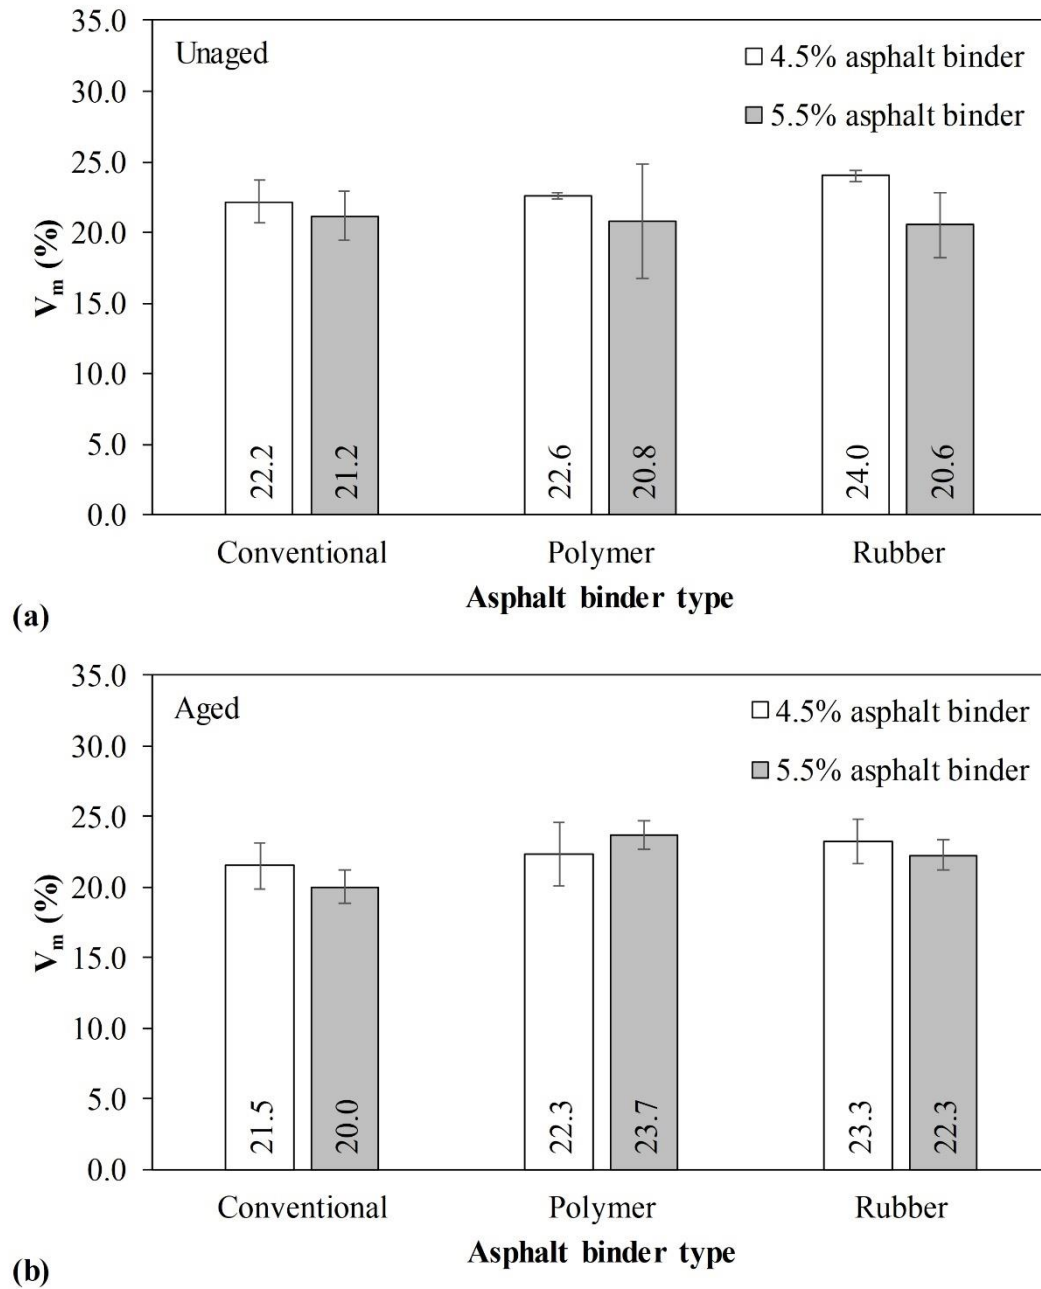 35.0
Unaged
4.5% asphalt binder
30.0
5.5% asphalt binder
25.0
20.0
V_m (%)
15.0
10.0
5.0
22.2
21.2
22.6
20.8
24.0
20.6
0.0
Conventional Polymer Rubber
Asphalt binder type
(a)
35.0
Aged
4.5% asphalt binder
30.0
5.5% asphalt binder
25.0
20.0
V_m (%)
15.0
10.0
5.0
21.5
20.0
22.3
23.7
23.3
22.3
0.0
Conventional Polymer Rubber
Asphalt binder type
(b)